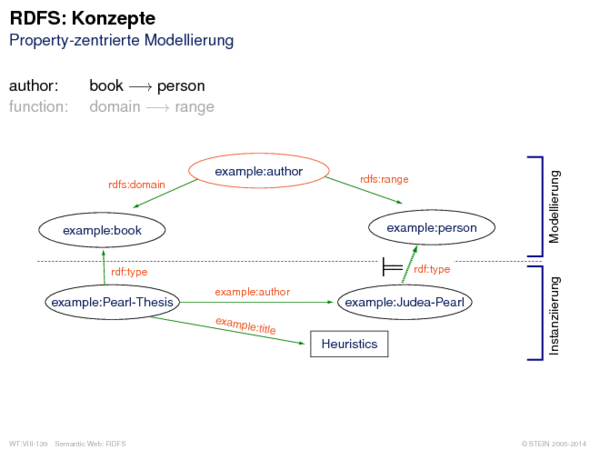 RDFS: Konzepte
Property-zentrierte Modellierung
author: book ⟶ person
function: domain ⟶ range
example:author
rdfs:domain
rdfs:range
example:book
example:person
Modellierung
rdf:type
rdf:type
example:author
example:Pearl-Thesis
example:Judea-Pearl
example:title
Heuristics
Instanziierung
WT:VIII-139 Semantic Web: RDFS
© STEIN 2005-2014